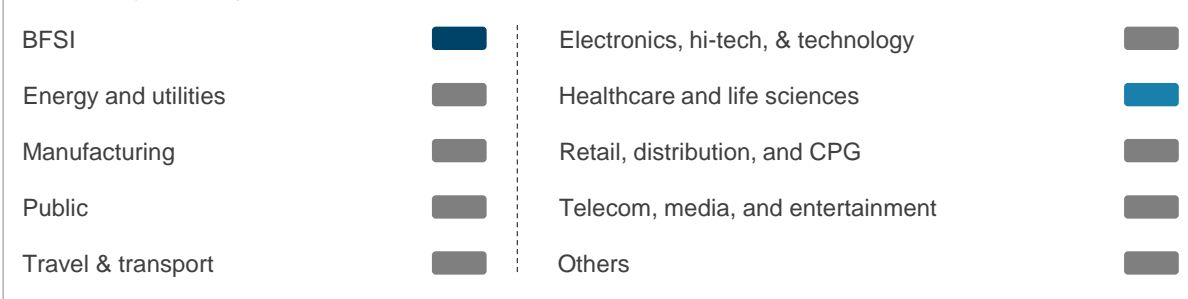 BFSI
Energy and utilities
Manufacturing
Public
Travel & transport
Electronics, hi-tech, & technology
Healthcare and life sciences
Retail, distribution, and CPG
Telecom, media, and entertainment
Others